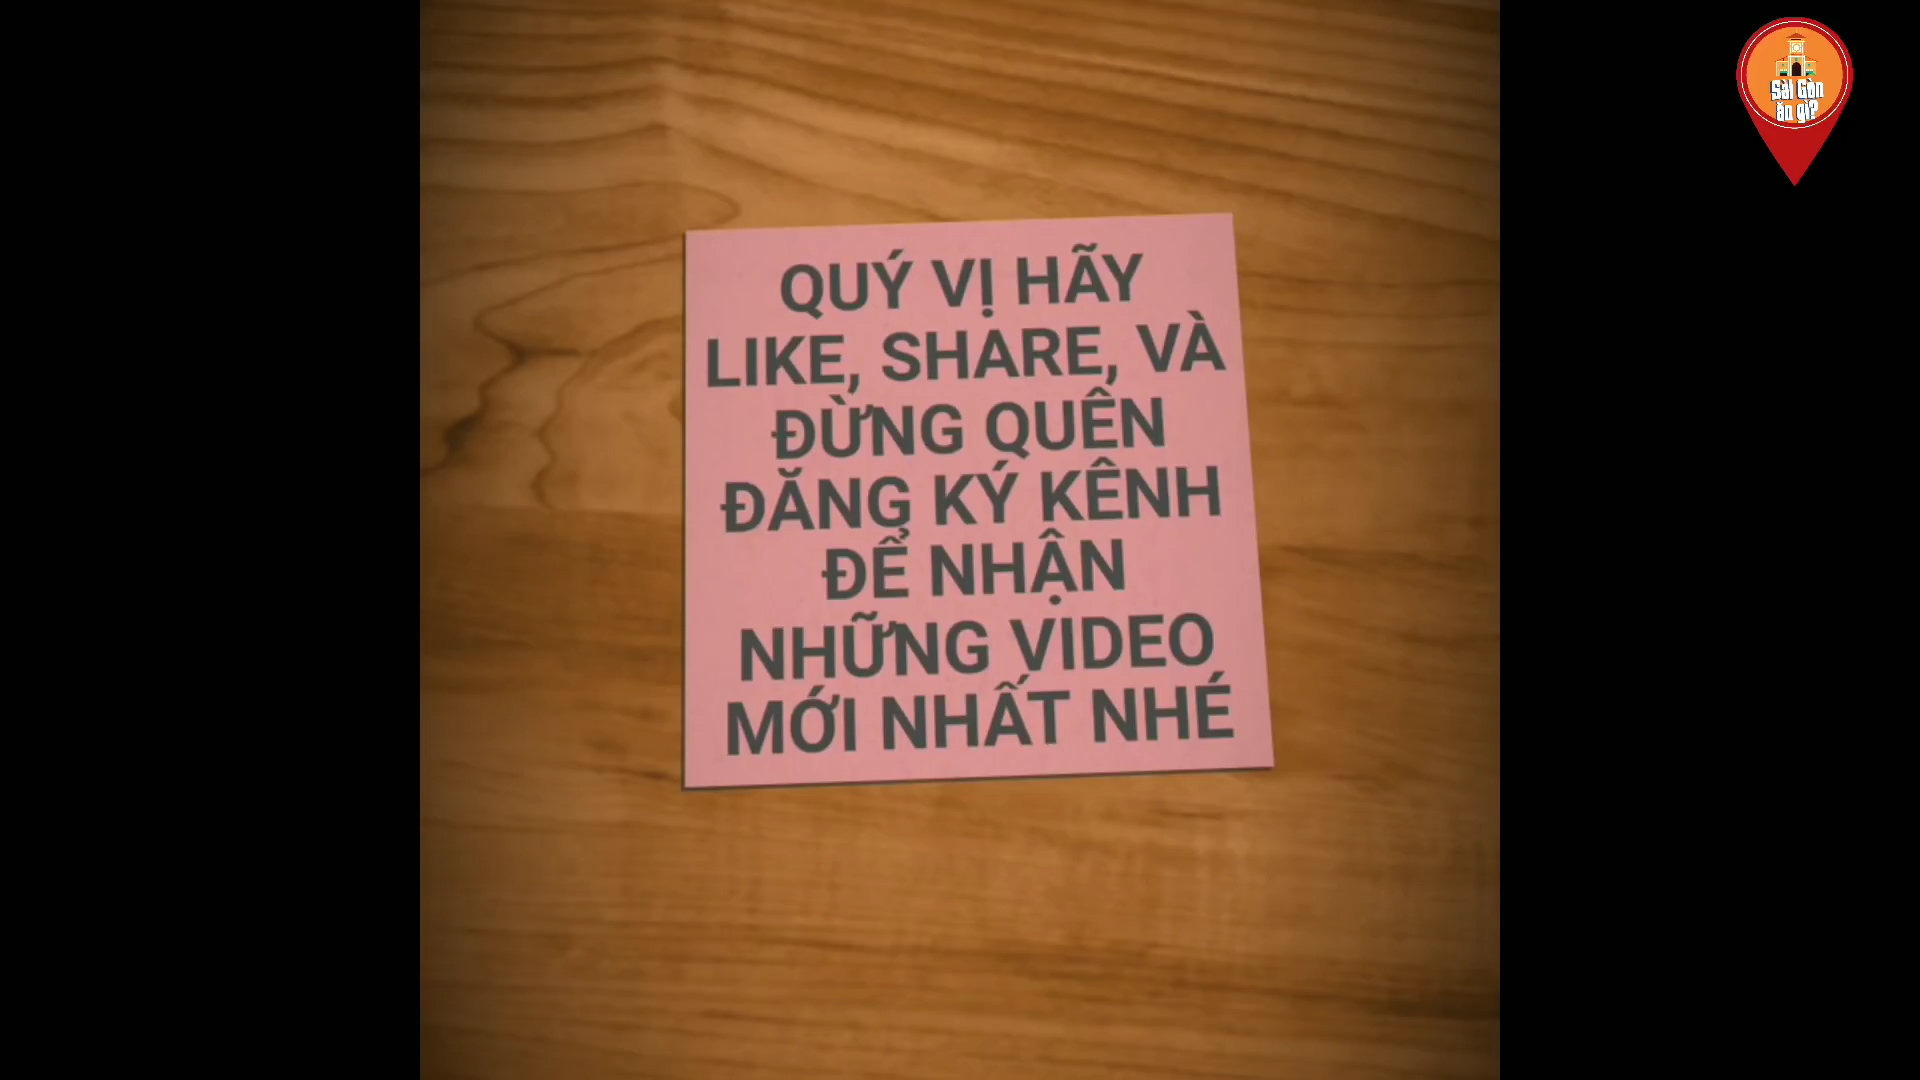 Sài Gòn
ăn gì?
QUÝ VỊ HÃY
LIKE, SHARE, VÀ
ĐỪNG QUÊN
ĐĂNG KÝ KÊNH
ĐỂ NHẬN
NHỮNG VIDEO
MỚI NHẤT NHÉ